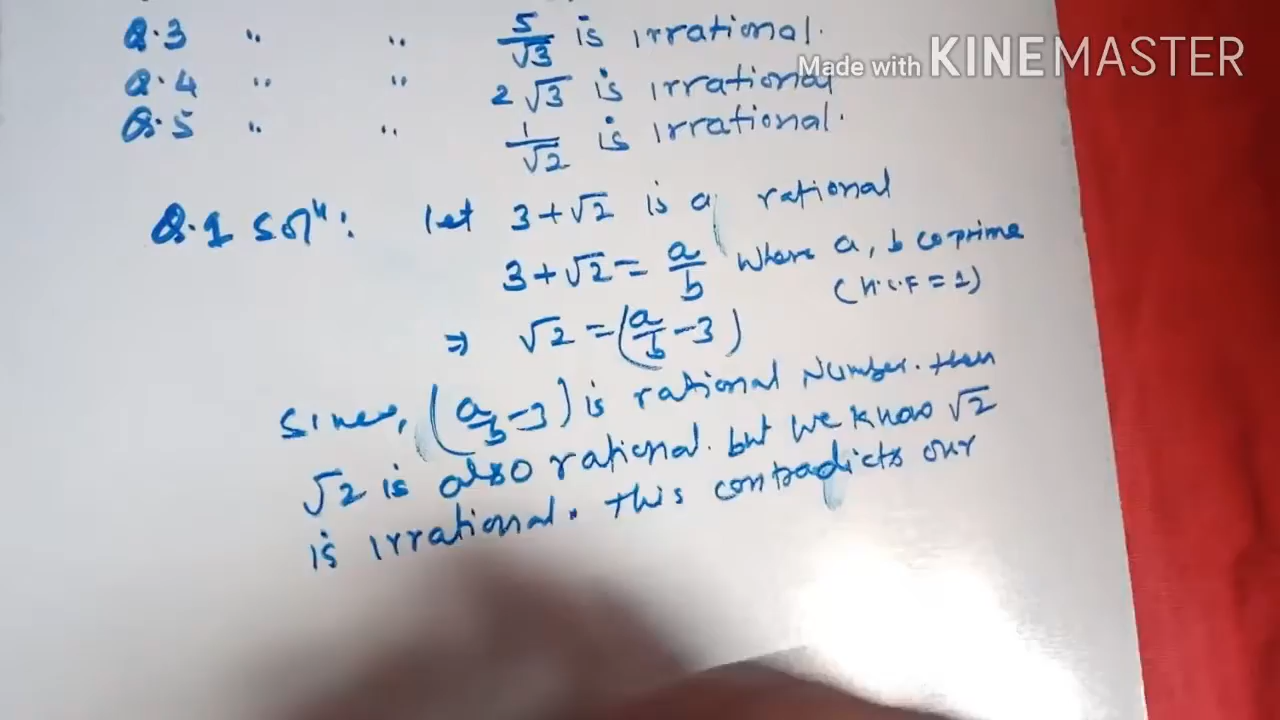 Q.3 " " 5/√3 is irrational.
Made with KINEMASTER
Q.4 " " 2√3 is irrational
Q.5 " " 1/√2 is irrational.
Q.1 Solⁿ: let 3+√2 is a rational
3+√2 = a/b where a, b coprime
(H.C.F = 1)
⇒ √2 = (a/b - 3)
Since, (a/b - 3) is rational Number. then
√2 is also rational. but we know √2
is irrational. this contradicts our